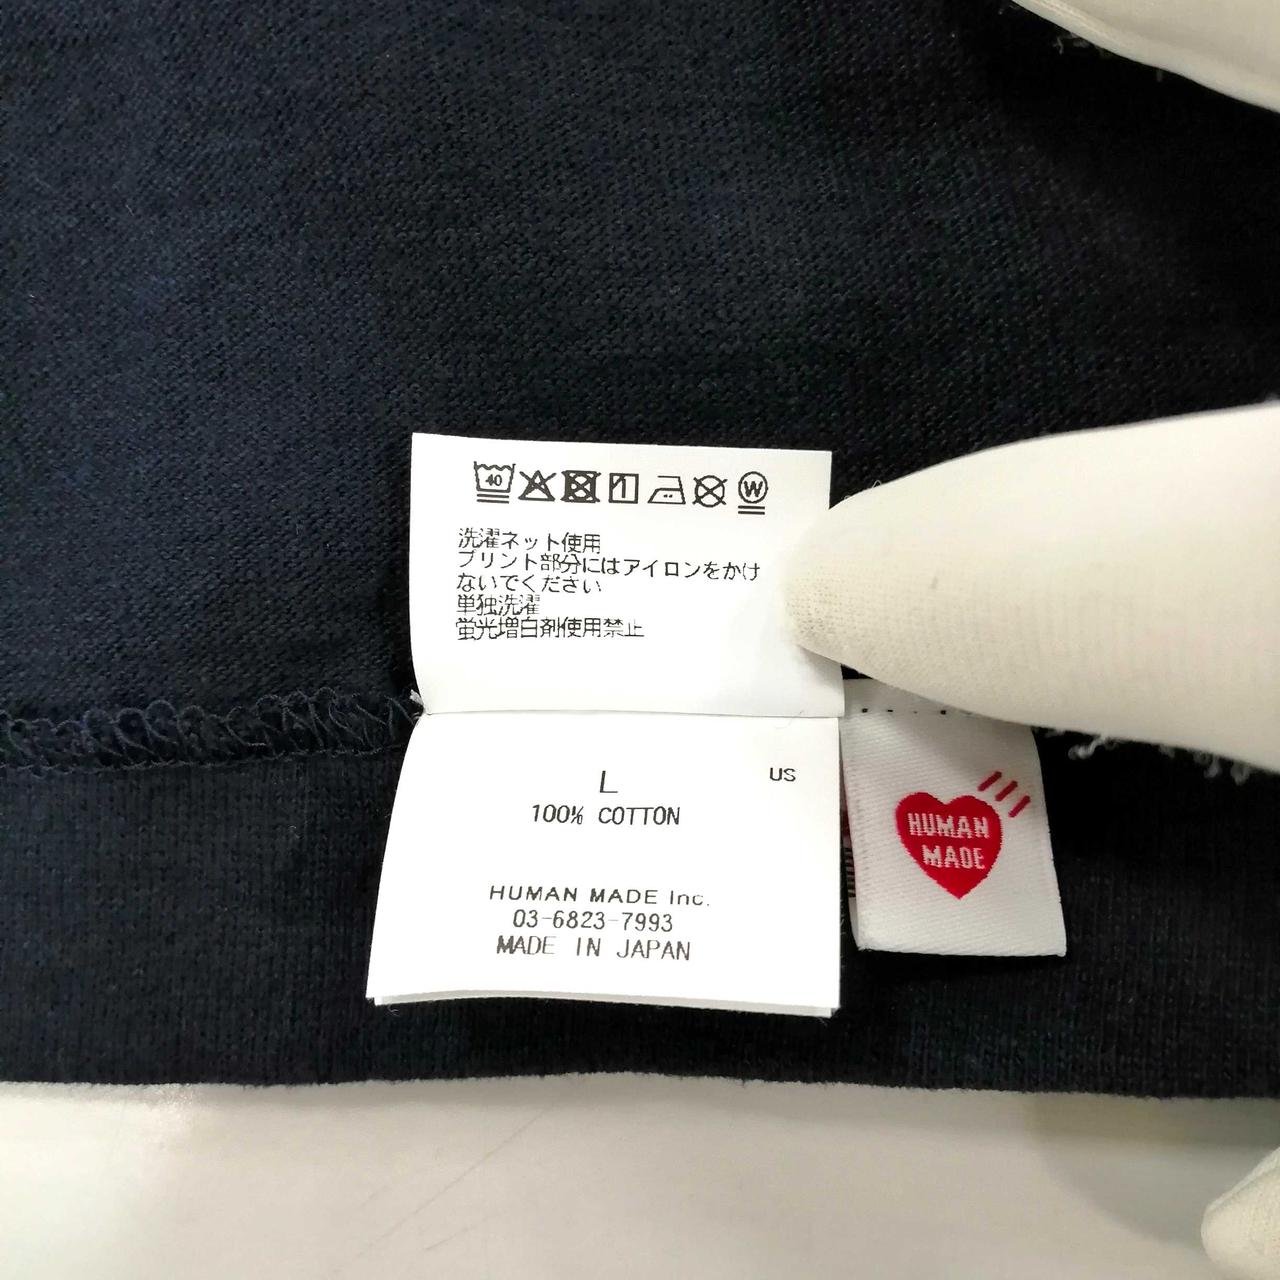 40
W
洗濯ネット使用
プリント部分にはアイロンをかけ
ないでください
単独洗濯
蛍光増白剤使用禁止
L
US
100% COTTON
HUMAN MADE Inc.
03-6823-7993
MADE IN JAPAN
HUMAN
MADE